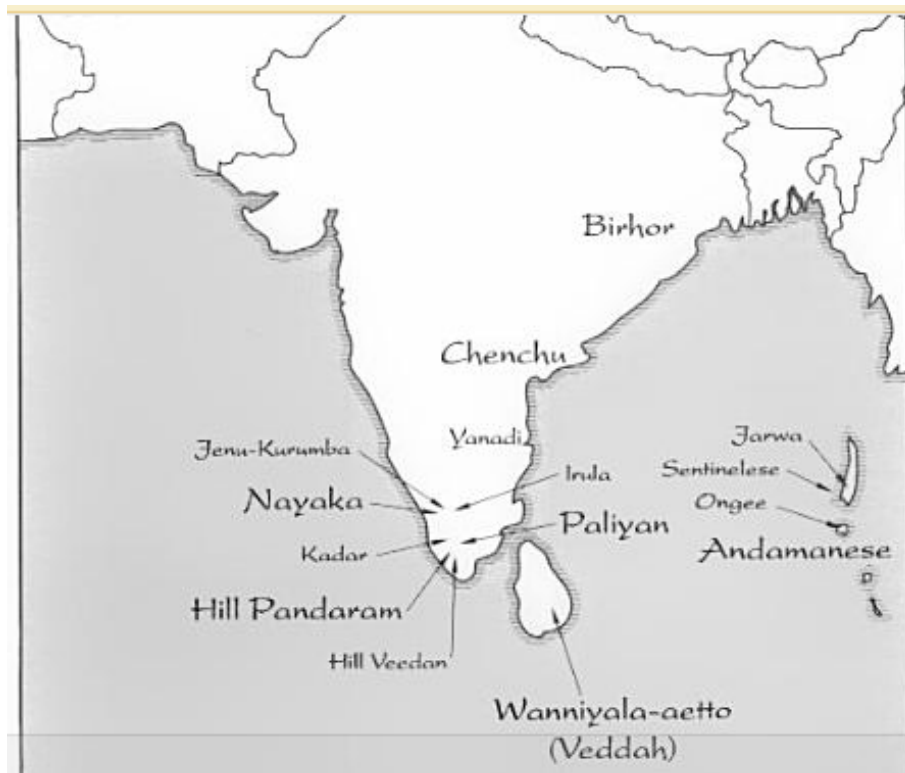 Birhor
Chenchu
Yanadi
Jenu-Kurumba
Jarwa
Sentinelese
Irula
Nayaka
Ongee
Paliyan
Kadar
Andamanese
Hill Pandaram
Hill Veedan
Wanniyala-aetto
(Veddah)